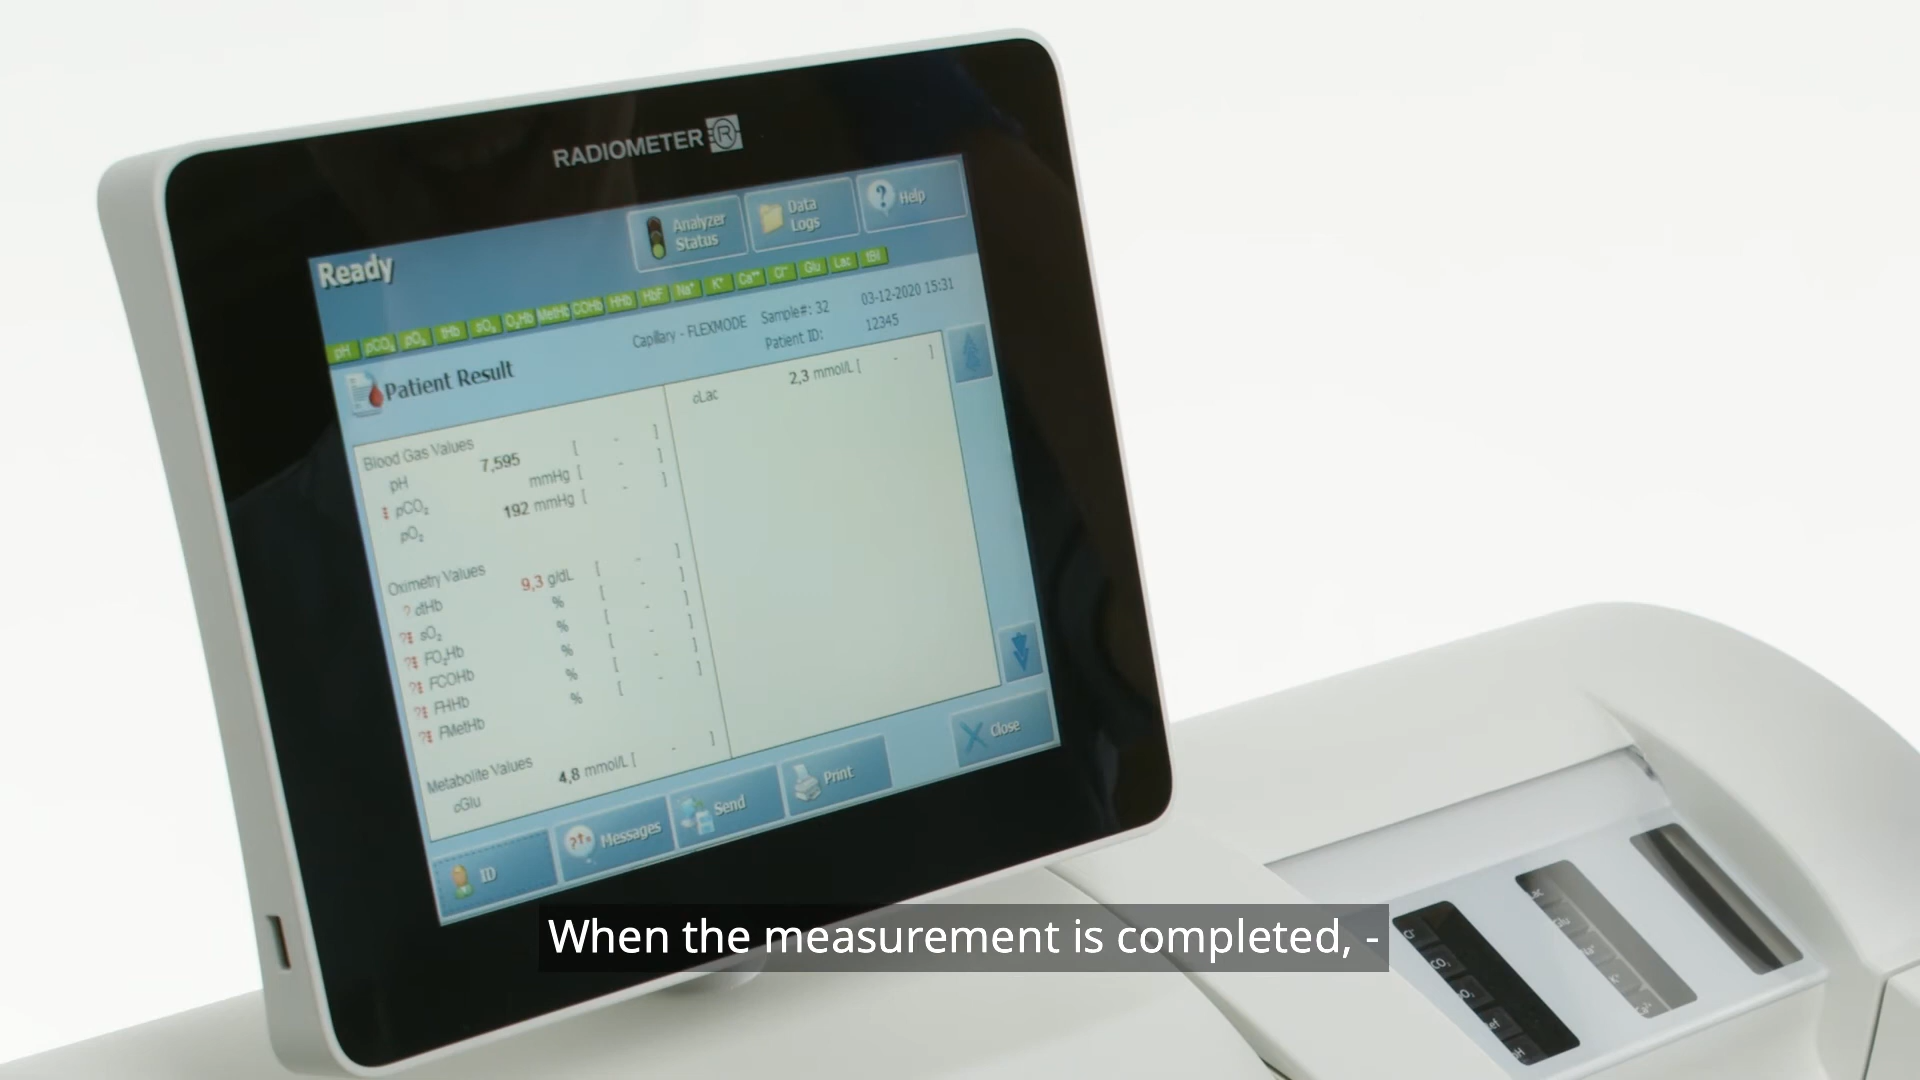 RADIOMETER R
Ready
Analyzer Status
Data Logs
? Help
pH pCO₂ pO₂ tHb sO₂ O₂Hb MetHb COHb HHb HbF Na⁺ K⁺ Ca⁺⁺ Cl⁻ Glu Lac tBil
Patient Result
Capillary - FLEXMODE
Sample#: 32
03-12-2020 15:31
Patient ID:
12345
Blood Gas Values
pH 7,595 [ - ]
pCO₂ mmHg [ - ]
pO₂ 192 mmHg [ - ]
Oximetry Values
? ctHb 9,3 g/dL [ - ]
? sO₂ % [ - ]
? FO₂Hb % [ - ]
? FCOHb % [ - ]
? FHHb % [ - ]
? FMetHb % [ - ]
Metabolite Values
cGlu 4,8 mmol/L [ - ]
cLac 2,3 mmol/L [ - ]
ID
Messages
Send
Print
Close
When the measurement is completed, -